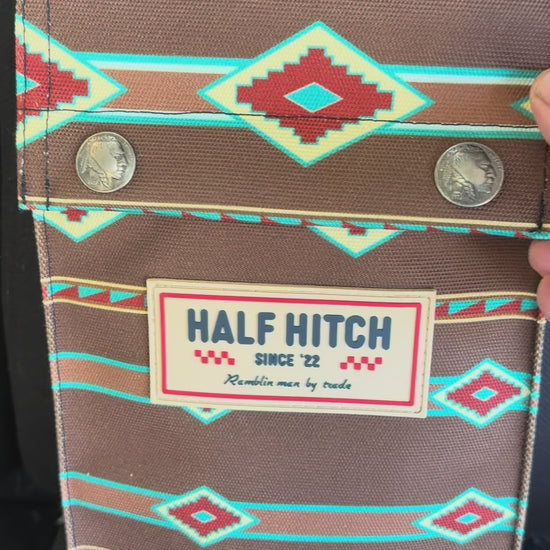 HALF HITCH
SINCE '22
Ramblin man by trade